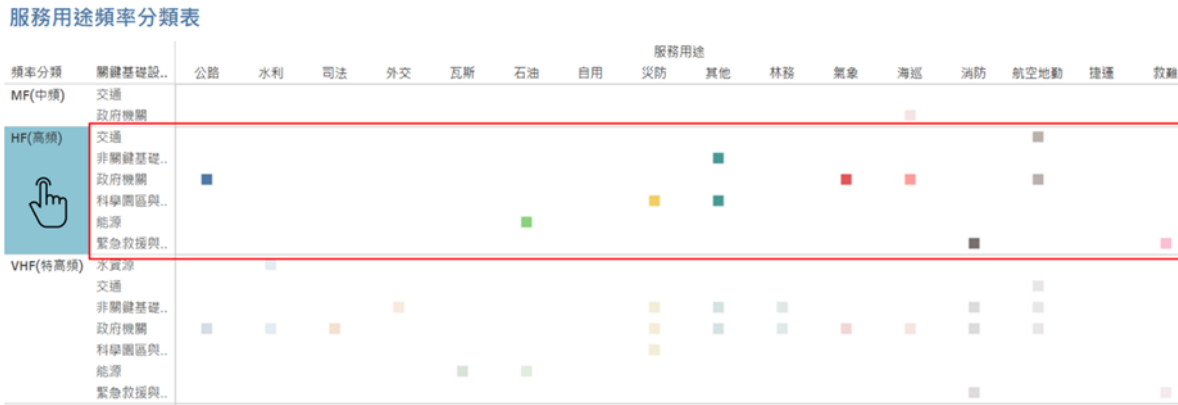 服務用途頻率分類表
服務用途
頻率分類 關鍵基礎設.. 公路 水利 司法 外交 瓦斯 石油 自用 災防 其他 林務 氣象 海巡 消防 航空地勤 捷運 救難
MF(中頻) 交通
政府機關
HF(高頻) 交通
非關鍵基礎..
政府機關
科學園區與..
能源
緊急救援與..
VHF(特高頻) 水資源
交通
非關鍵基礎..
政府機關
科學園區與..
能源
緊急救援與..